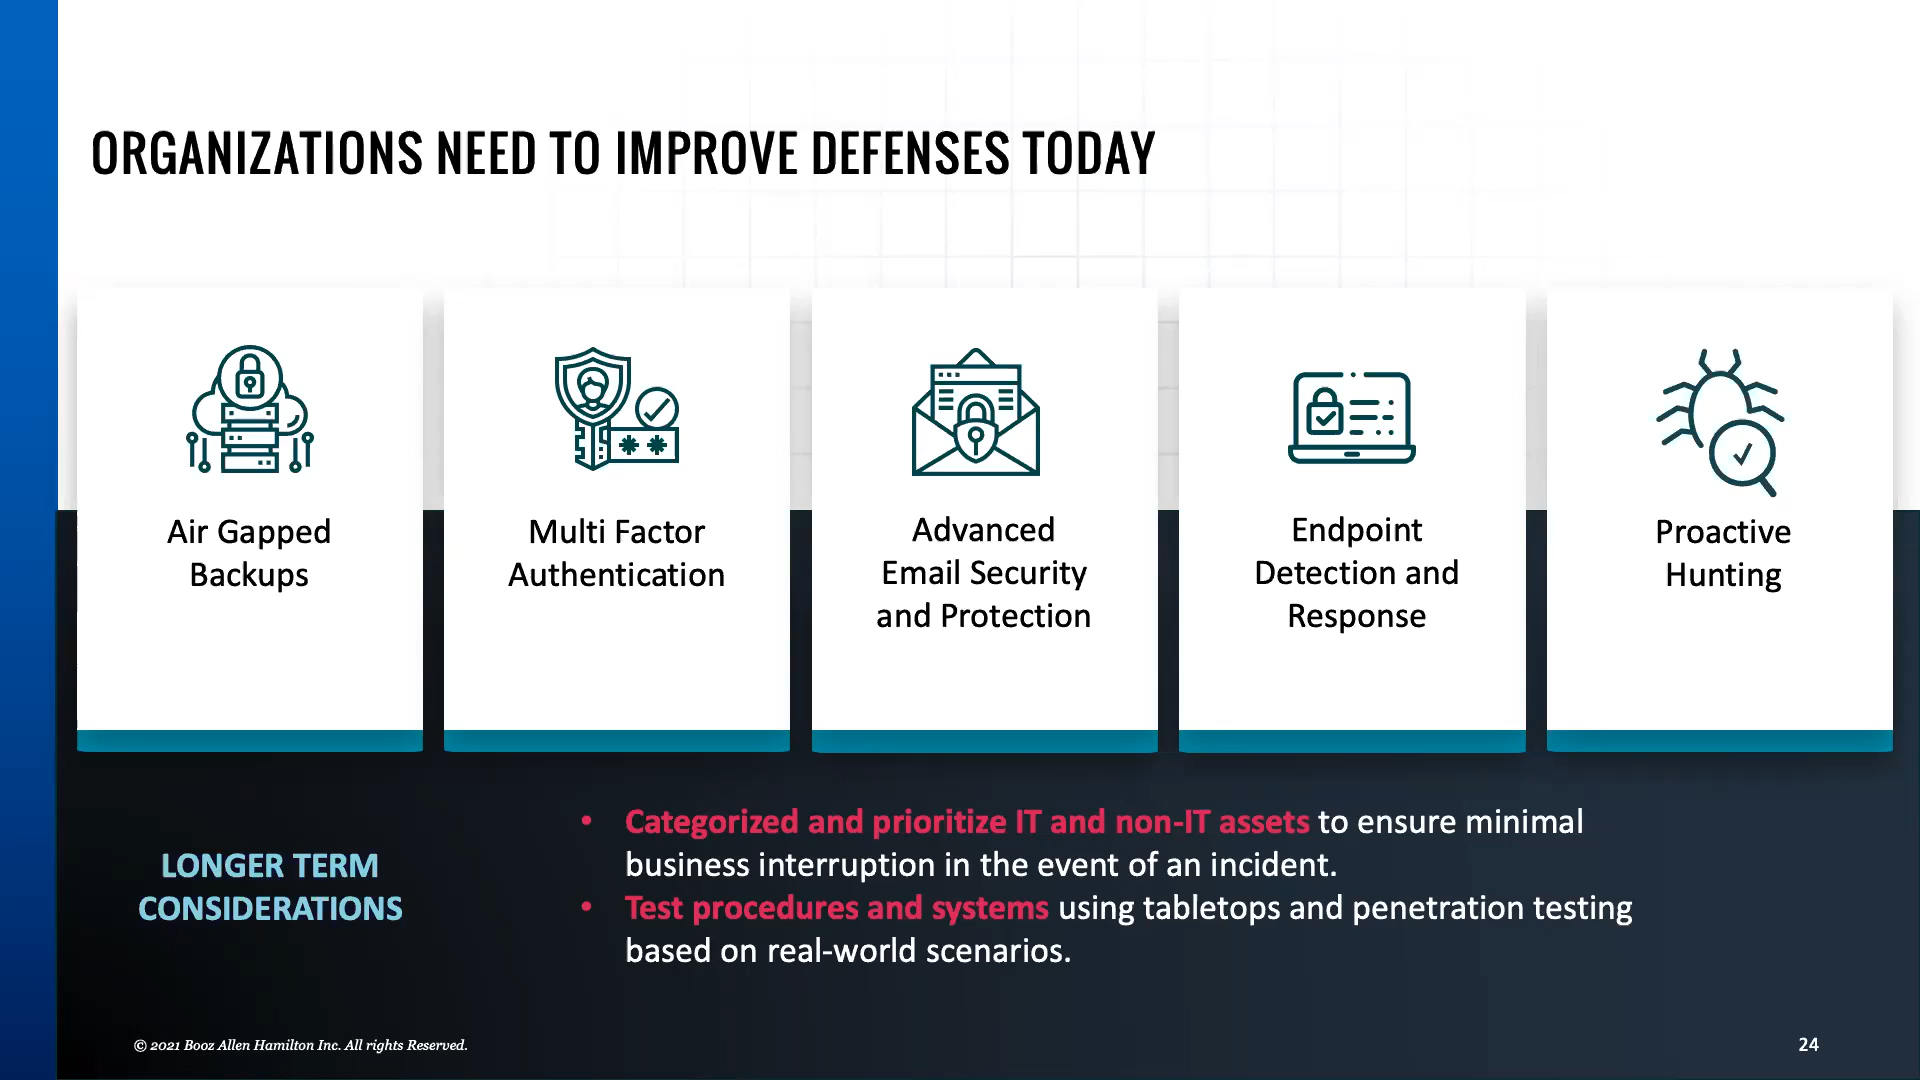 ORGANIZATIONS NEED TO IMPROVE DEFENSES TODAY
Air Gapped
Backups
Multi Factor
Authentication
Advanced
Email Security
and Protection
Endpoint
Detection and
Response
Proactive
Hunting
LONGER TERM
CONSIDERATIONS
• Categorized and prioritize IT and non-IT assets to ensure minimal
business interruption in the event of an incident.
• Test procedures and systems using tabletops and penetration testing
based on real-world scenarios.
© 2021 Booz Allen Hamilton Inc. All rights Reserved.
24